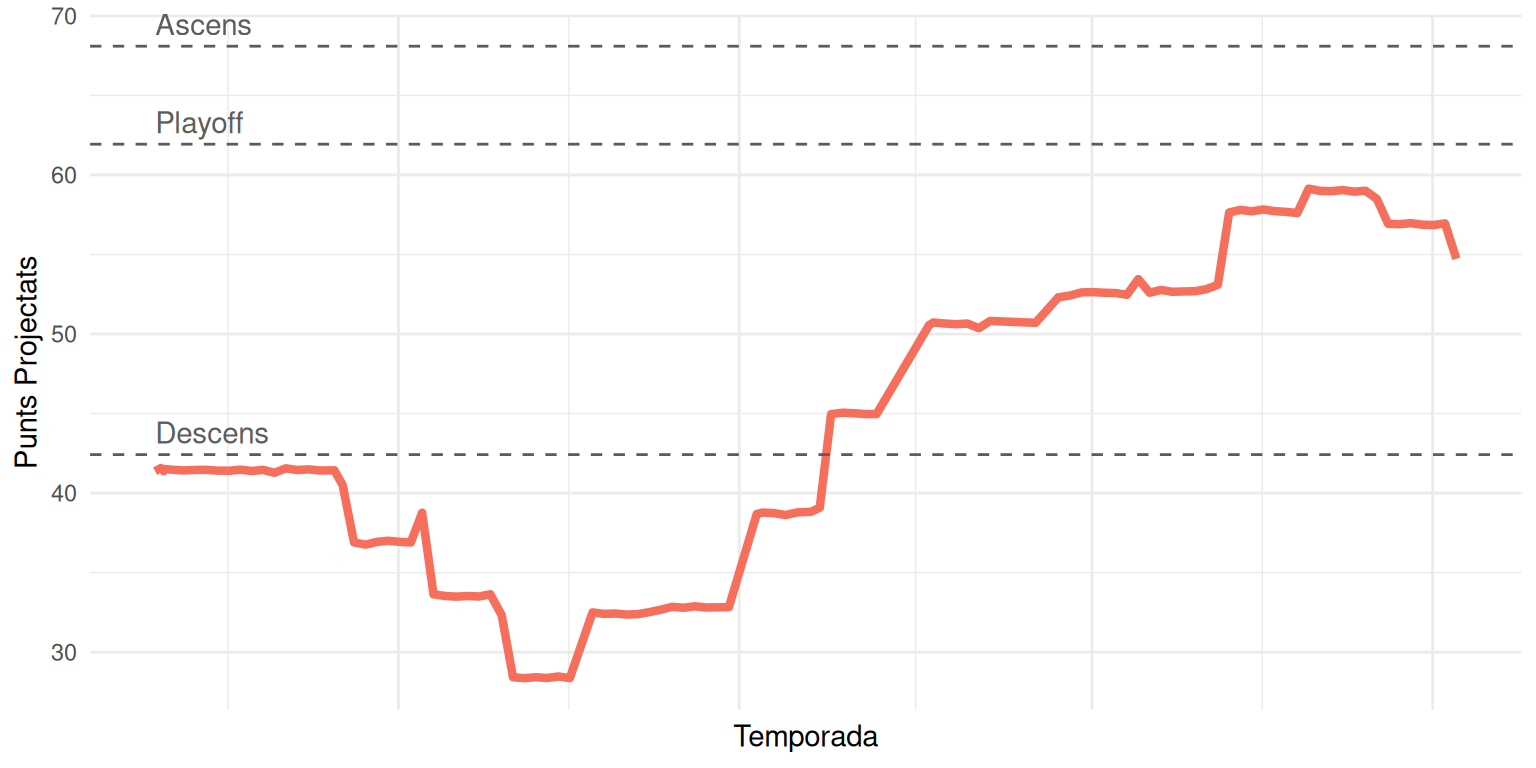 70
Ascens
Playoff
60
50
Descens
40
30
Punts Projectats
Temporada